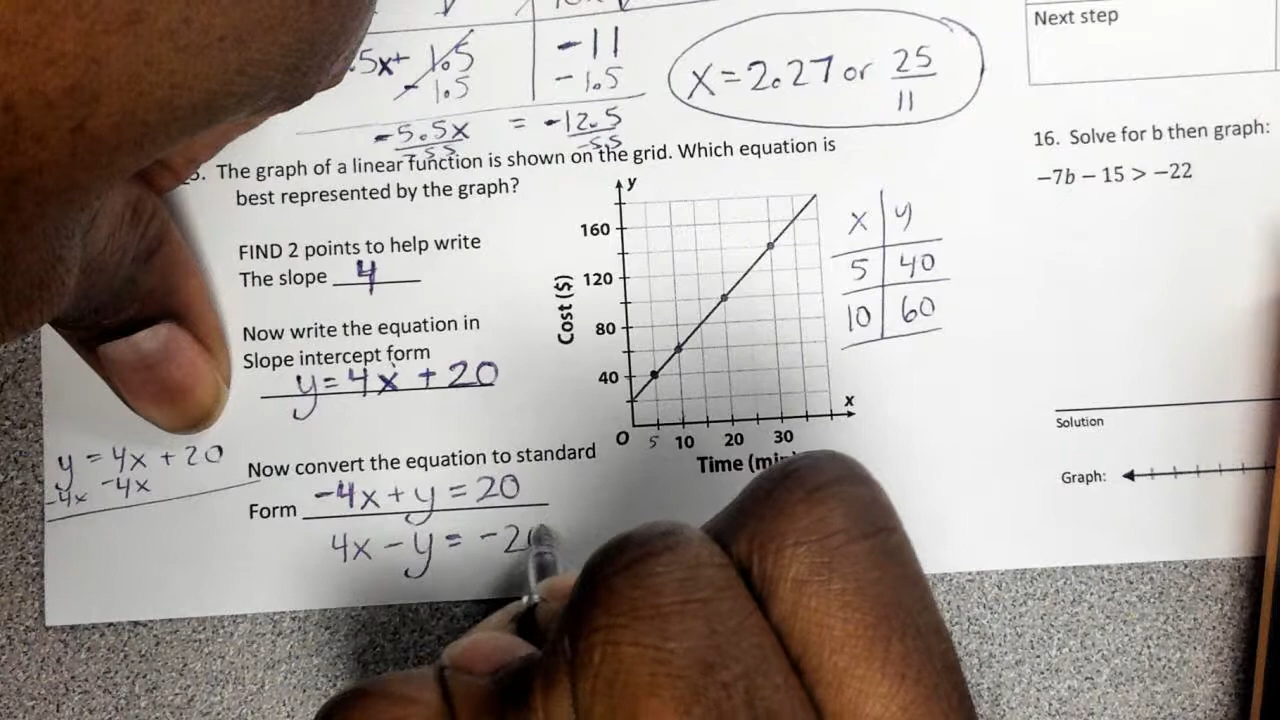 5x+ 1.5 -11
- 1.5 -1.5
-5.5x = -12.5
-5.5 -5.5
x = 2.27 or 25/11
Next step
5. The graph of a linear function is shown on the grid. Which equation is
best represented by the graph?
FIND 2 points to help write
The slope 4
Now write the equation in
Slope intercept form
y = 4x + 20
y = 4x + 20
-4x -4x
Now convert the equation to standard
Form -4x + y = 20
4x - y = -2
y
160
120
80
40
Cost ($)
O 5 10 20 30
x
Time
x y
5 40
10 60
16. Solve for b then graph:
−7b − 15 > −22
Solution
Graph: